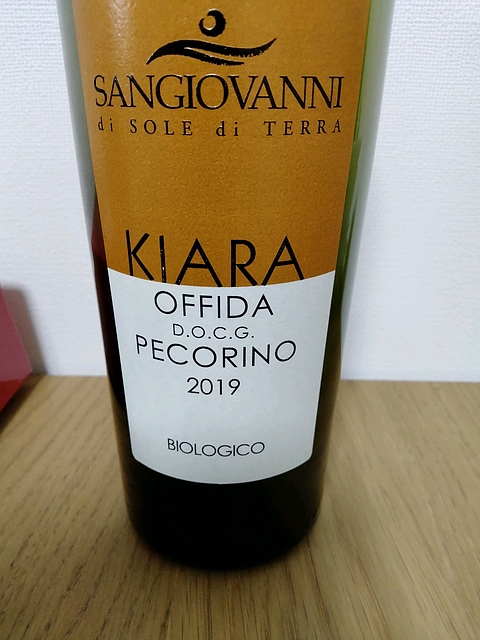 SANGIOVANNI
di SOLE di TERRA
KIARA
OFFIDA
D.O.C.G.
PECORINO
2019
BIOLOGICO